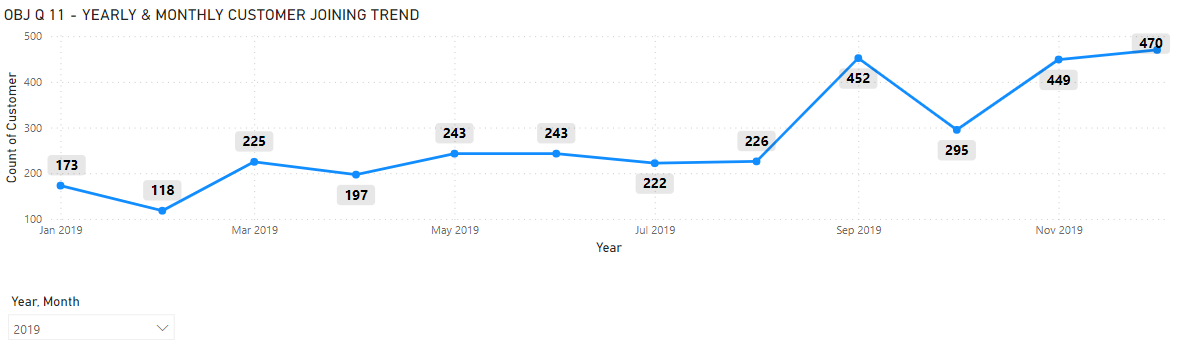 OBJ Q 11 - YEARLY & MONTHLY CUSTOMER JOINING TREND
500
400
300
200
100
Count of Customer
173
118
225
197
243
243
222
226
452
295
449
470
Jan 2019
Mar 2019
May 2019
Jul 2019
Sep 2019
Nov 2019
Year
Year, Month
2019